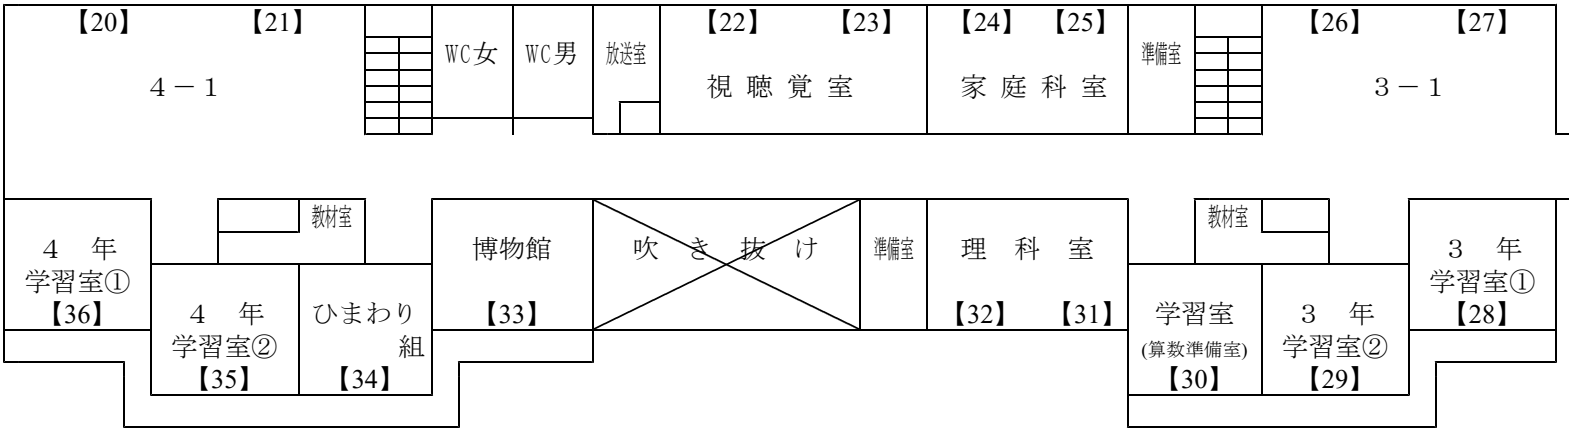 【20】 【21】 【22】 【23】 【24】 【25】 【26】 【27】
WC女 WC男 放送室 準備室
４－１ 視聴覚室 家庭科室 ３－１
教材室 教材室
４年 博物館 吹き抜け 準備室 理科室 ３年
学習室① 学習室①
【36】 ４年 ひまわり 【33】 【32】 【31】 学習室 ３年 【28】
学習室② 組 (算数準備室) 学習室②
【35】 【34】 【30】 【29】